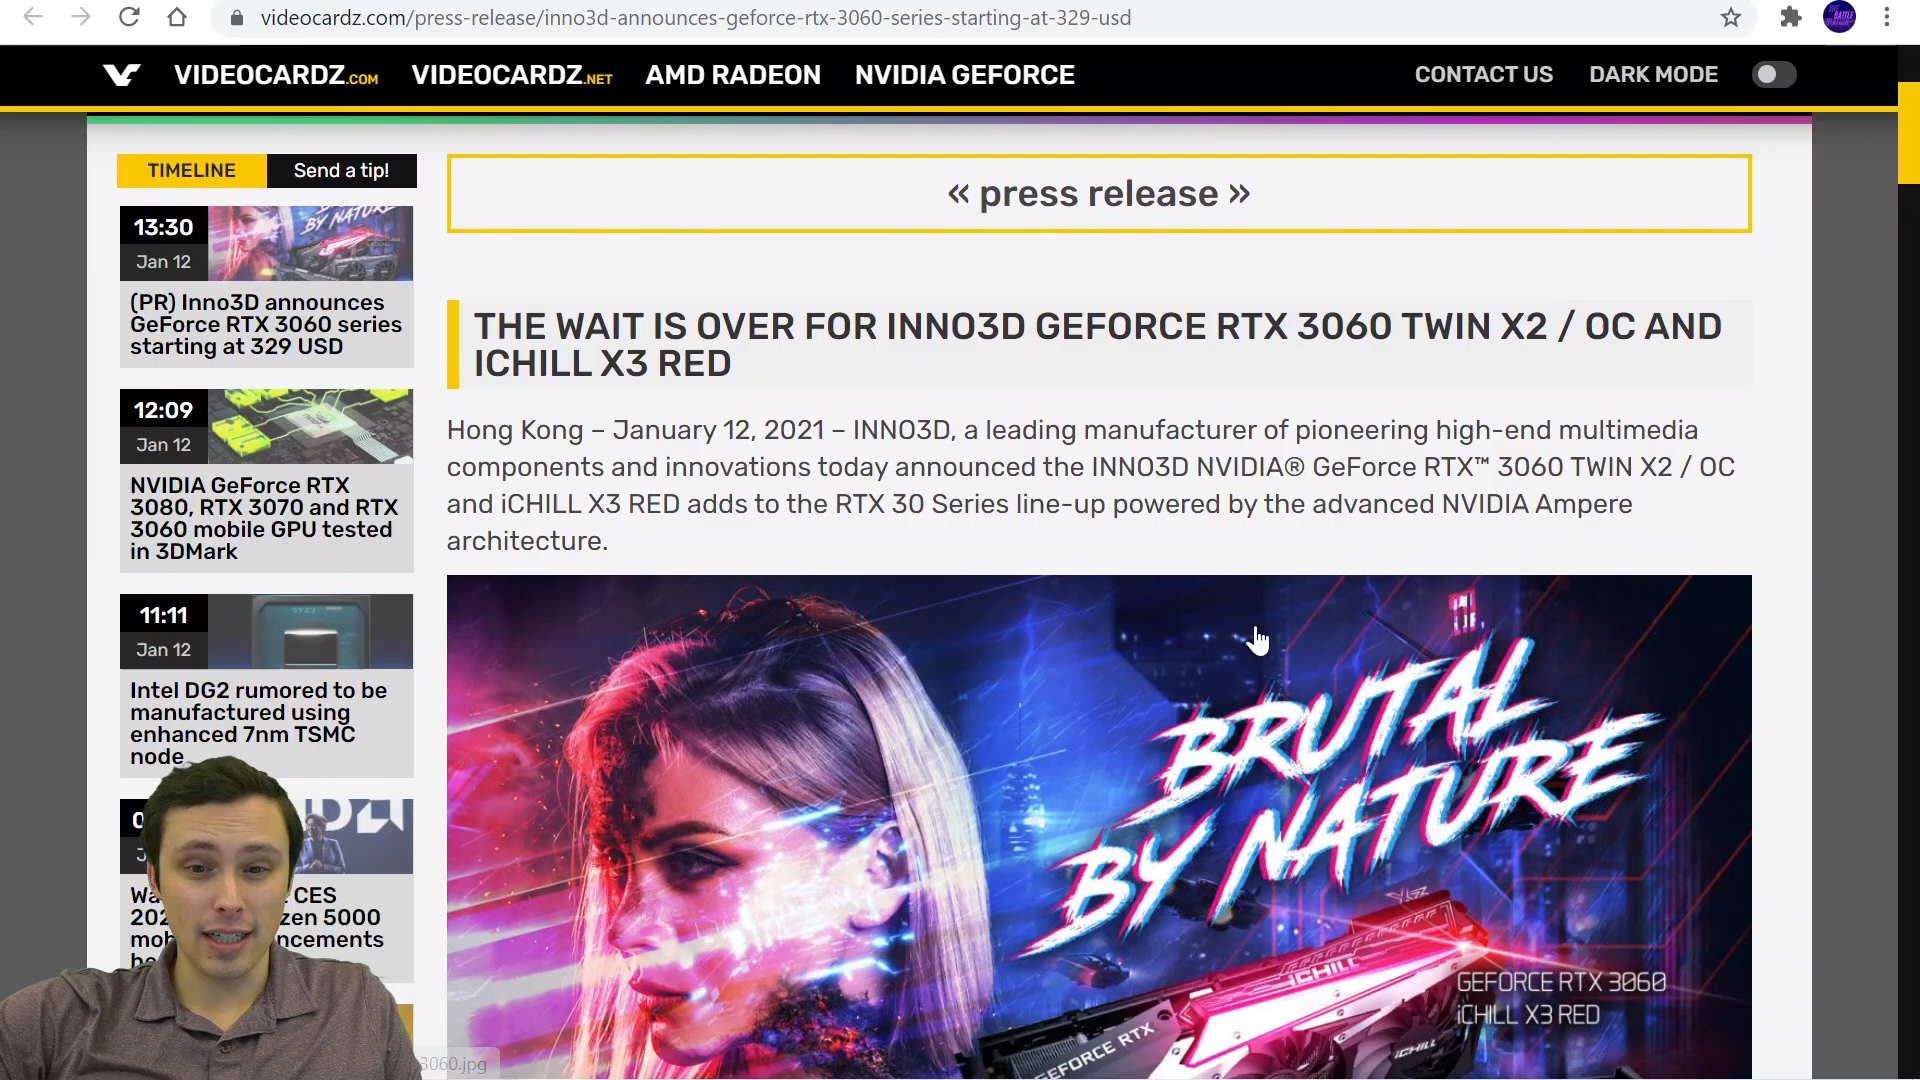 videocardz.com/press-release/inno3d-announces-geforce-rtx-3060-series-starting-at-329-usd
VIDEOCARDZ.COM VIDEOCARDZ.NET AMD RADEON NVIDIA GEFORCE CONTACT US DARK MODE
TIMELINE Send a tip!
13:30
Jan 12
BY NATURE
(PR) Inno3D announces
GeForce RTX 3060 series
starting at 329 USD
12:09
Jan 12
NVIDIA GeForce RTX
3080, RTX 3070 and RTX
3060 mobile GPU tested
in 3DMark
11:11
Jan 12
Intel DG2 rumored to be
manufactured using
enhanced 7nm TSMC
node
CES
mobile
« press release »
THE WAIT IS OVER FOR INNO3D GEFORCE RTX 3060 TWIN X2 / OC AND
ICHILL X3 RED
Hong Kong – January 12, 2021 – INNO3D, a leading manufacturer of pioneering high-end multimedia
components and innovations today announced the INNO3D NVIDIA® GeForce RTX™ 3060 TWIN X2 / OC
and iCHILL X3 RED adds to the RTX 30 Series line-up powered by the advanced NVIDIA Ampere
architecture.
BRUTAL
BY NATURE
iCHILL
GEFORCE RTX 3060
iCHILL X3 RED
GEFORCE RTX
iCHILL
3060.jpg